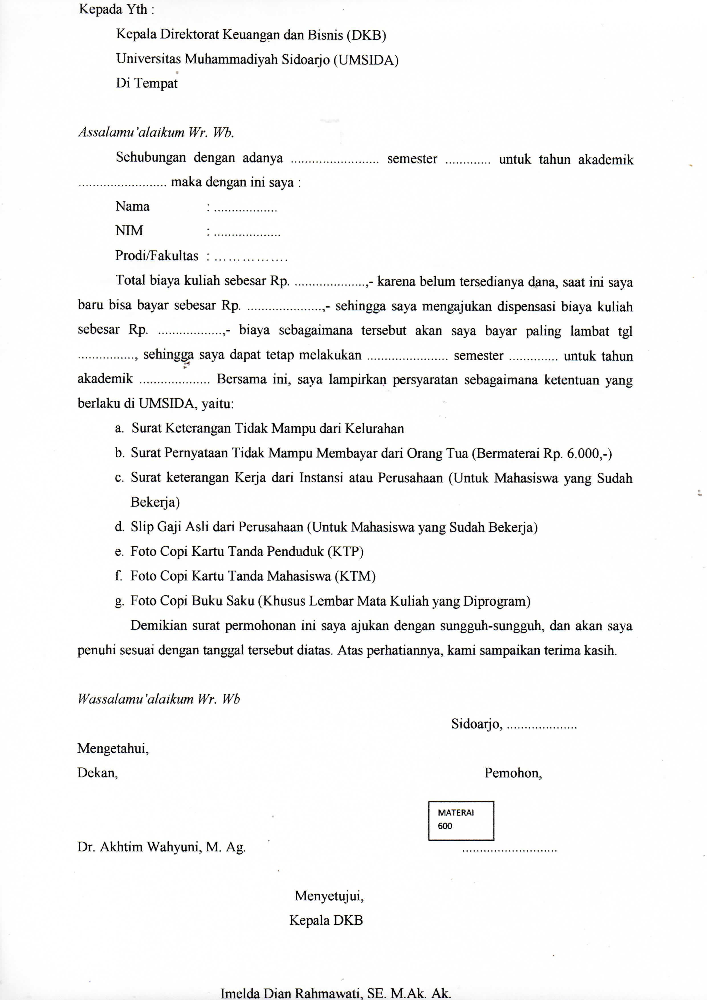 Kepada Yth :
Kepala Direktorat Keuangan dan Bisnis (DKB)
Universitas Muhammadiyah Sidoarjo (UMSIDA)
Di Tempat
Assalamu'alaikum Wr. Wb.
Sehubungan dengan adanya ......................... semester ............. untuk tahun akademik
......................... maka dengan ini saya :
Nama : ..................
NIM : ...................
Prodi/Fakultas : ................
Total biaya kuliah sebesar Rp. ....................,- karena belum tersedianya dana, saat ini saya
baru bisa bayar sebesar Rp. .....................,- sehingga saya mengajukan dispensasi biaya kuliah
sebesar Rp. ..................,- biaya sebagaimana tersebut akan saya bayar paling lambat tgl
................, sehingga saya dapat tetap melakukan ....................... semester .............. untuk tahun
akademik .................... Bersama ini, saya lampirkan persyaratan sebagaimana ketentuan yang
berlaku di UMSIDA, yaitu:
a. Surat Keterangan Tidak Mampu dari Kelurahan
b. Surat Pernyataan Tidak Mampu Membayar dari Orang Tua (Bermaterai Rp. 6.000,-)
c. Surat keterangan Kerja dari Instansi atau Perusahaan (Untuk Mahasiswa yang Sudah
Bekerja)
d. Slip Gaji Asli dari Perusahaan (Untuk Mahasiswa yang Sudah Bekerja)
e. Foto Copi Kartu Tanda Penduduk (KTP)
f. Foto Copi Kartu Tanda Mahasiswa (KTM)
g. Foto Copi Buku Saku (Khusus Lembar Mata Kuliah yang Diprogram)
Demikian surat permohonan ini saya ajukan dengan sungguh-sungguh, dan akan saya
penuhi sesuai dengan tanggal tersebut diatas. Atas perhatiannya, kami sampaikan terima kasih.
Wassalamu'alaikum Wr. Wb
Sidoarjo, ....................
Mengetahui,
Dekan, Pemohon,
MATERAI
600
Dr. Akhtim Wahyuni, M. Ag. ...........................
Menyetujui,
Kepala DKB
Imelda Dian Rahmawati, SE. M.Ak. Ak.